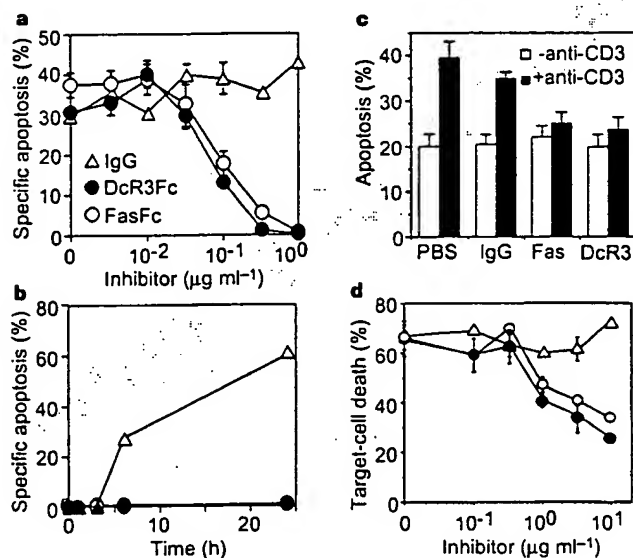 a
Specific apoptosis (%)
50
40
30
20
10
0
IgG
DcR3Fc
FasFc
0 10⁻² 10⁻¹ 10⁰
Inhibitor (µg ml⁻¹)
b
Specific apoptosis (%)
80
60
40
20
0
0 10 20
Time (h)
c
Apoptosis (%)
50
40
30
20
10
0
-anti-CD3
+anti-CD3
PBS IgG Fas DcR3
d
Target-cell death (%)
80
60
40
20
0
0 10⁻¹ 10⁰ 10¹
Inhibitor (µg ml⁻¹)